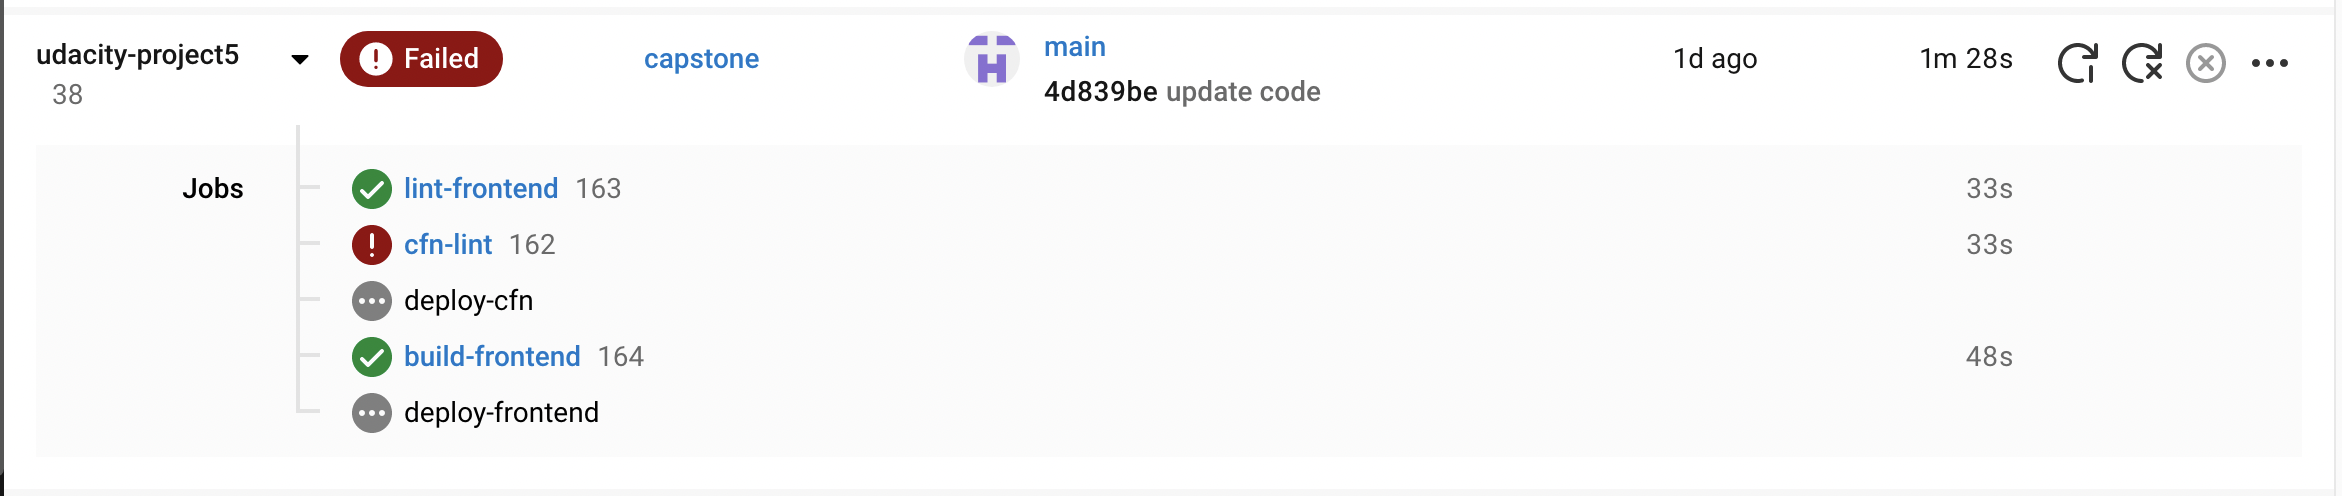 udacity-project5 Failed capstone main 1d ago 1m 28s
38 4d839be update code
Jobs lint-frontend 163 33s
cfn-lint 162 33s
deploy-cfn
build-frontend 164 48s
deploy-frontend